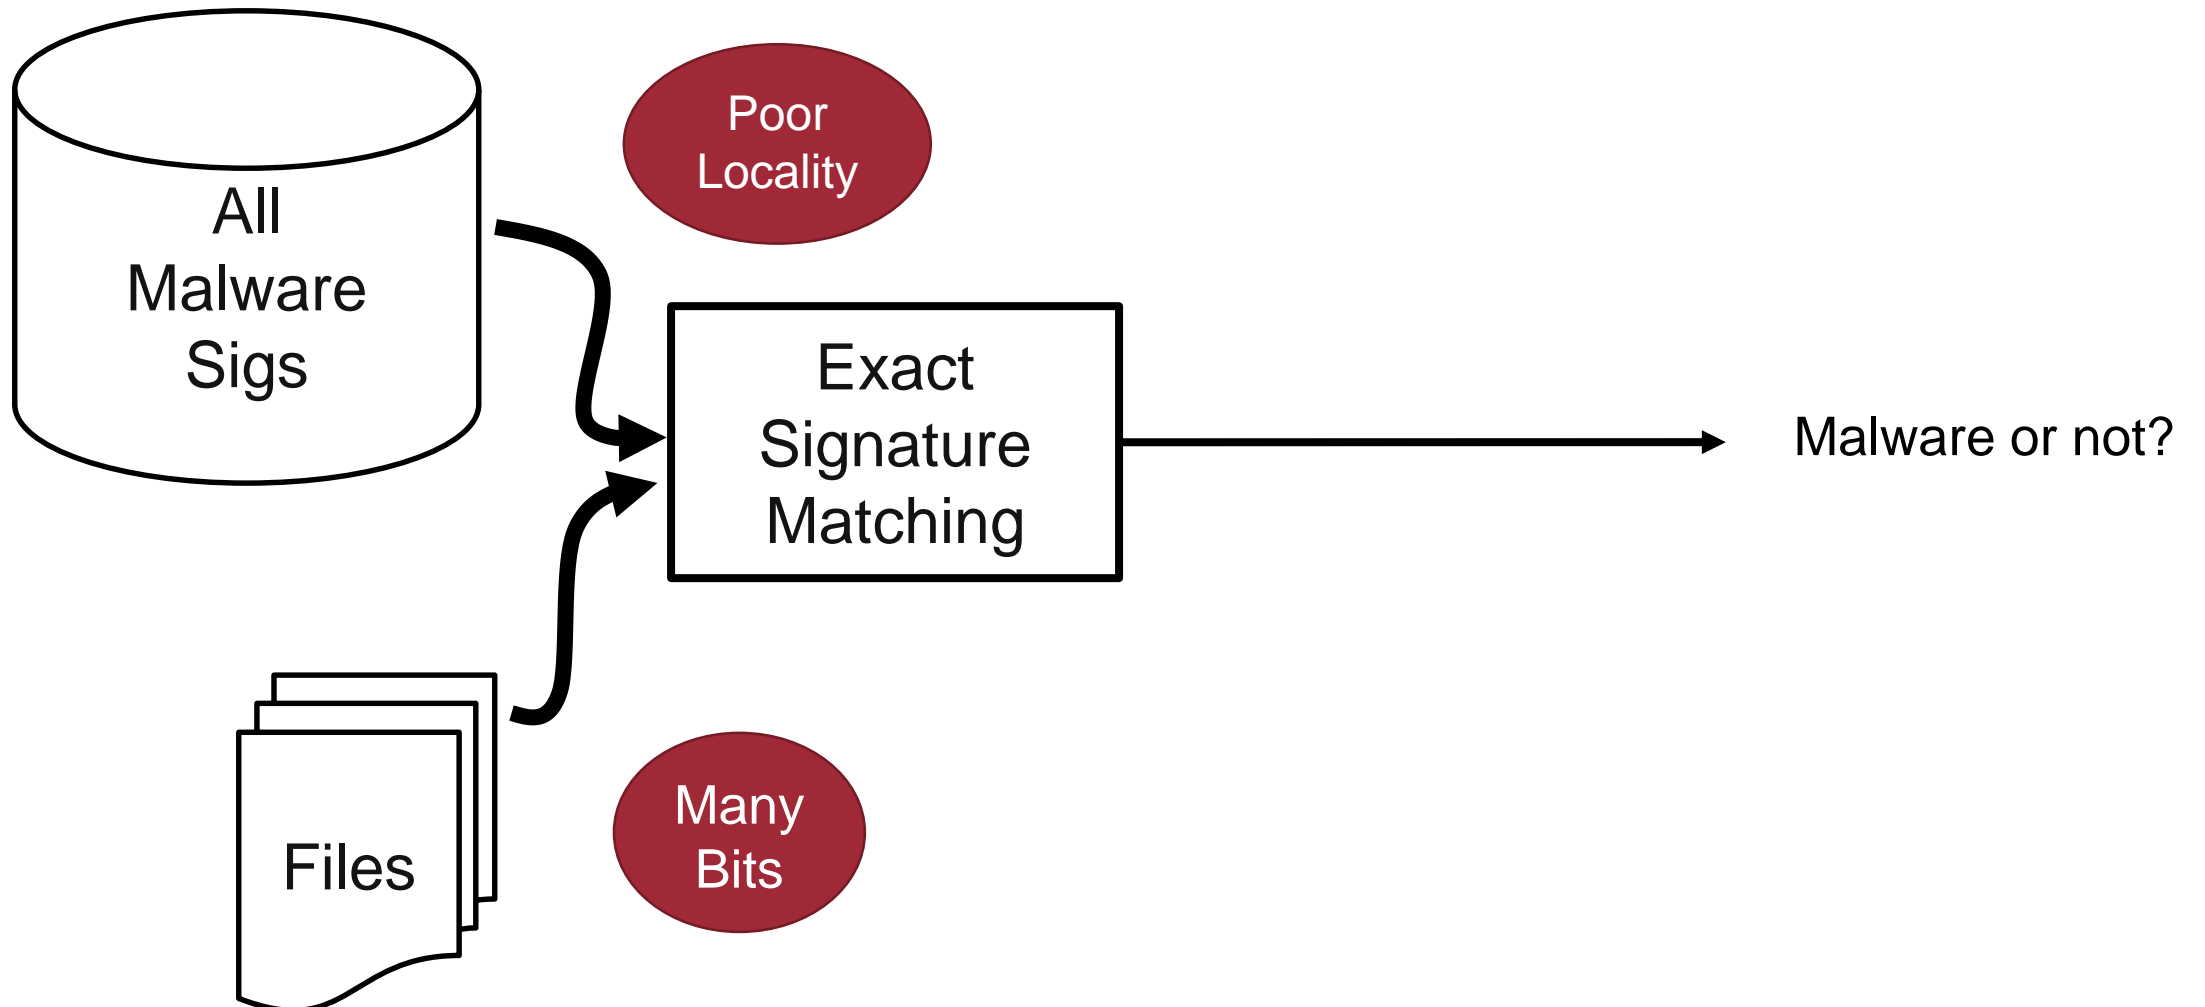 All
Malware
Sigs
Poor
Locality
Exact
Signature
Matching
Malware or not?
Files
Many
Bits